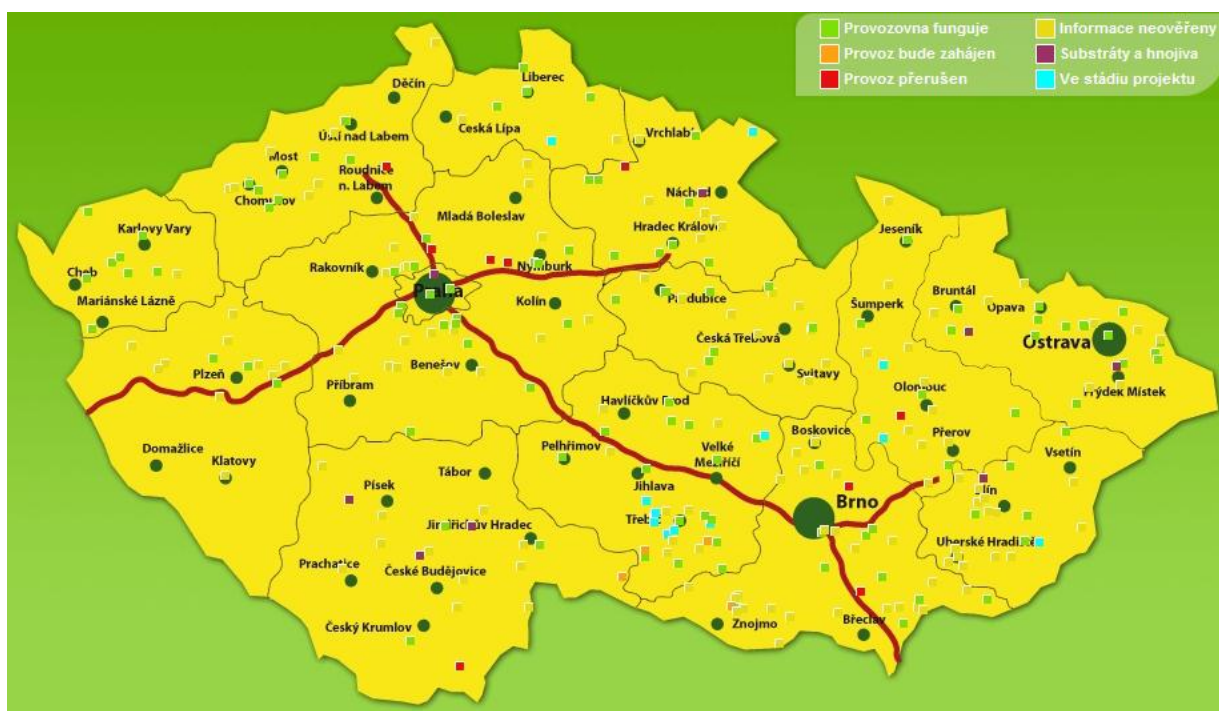 Provozovna funguje
Informace neověřeny
Provoz bude zahájen
Substráty a hnojiva
Provoz přerušen
Ve stádiu projektu
Děčín
Liberec
Ústí nad Labem
Česká Lípa
Vrchlabí
Most
Roudnice
n. Labem
Chomutov
Náchod
Mladá Boleslav
Karlovy Vary
Hradec Králové
Jeseník
Cheb
Rakovník
Nymburk
Mariánské Lázně
Praha
Kolín
Pardubice
Šumperk
Bruntál
Opava
Česká Třebová
Ostrava
Plzeň
Benešov
Svitavy
Příbram
Olomouc
Frýdek Místek
Havlíčkův Brod
Boskovice
Přerov
Domažlice
Klatovy
Pelhřimov
Velké
Meziříčí
Vsetín
Tábor
Písek
Jihlava
Zlín
Brno
Jindřichův Hradec
Třebíč
Uherské Hradiště
Prachatice
České Budějovice
Český Krumlov
Znojmo
Břeclav